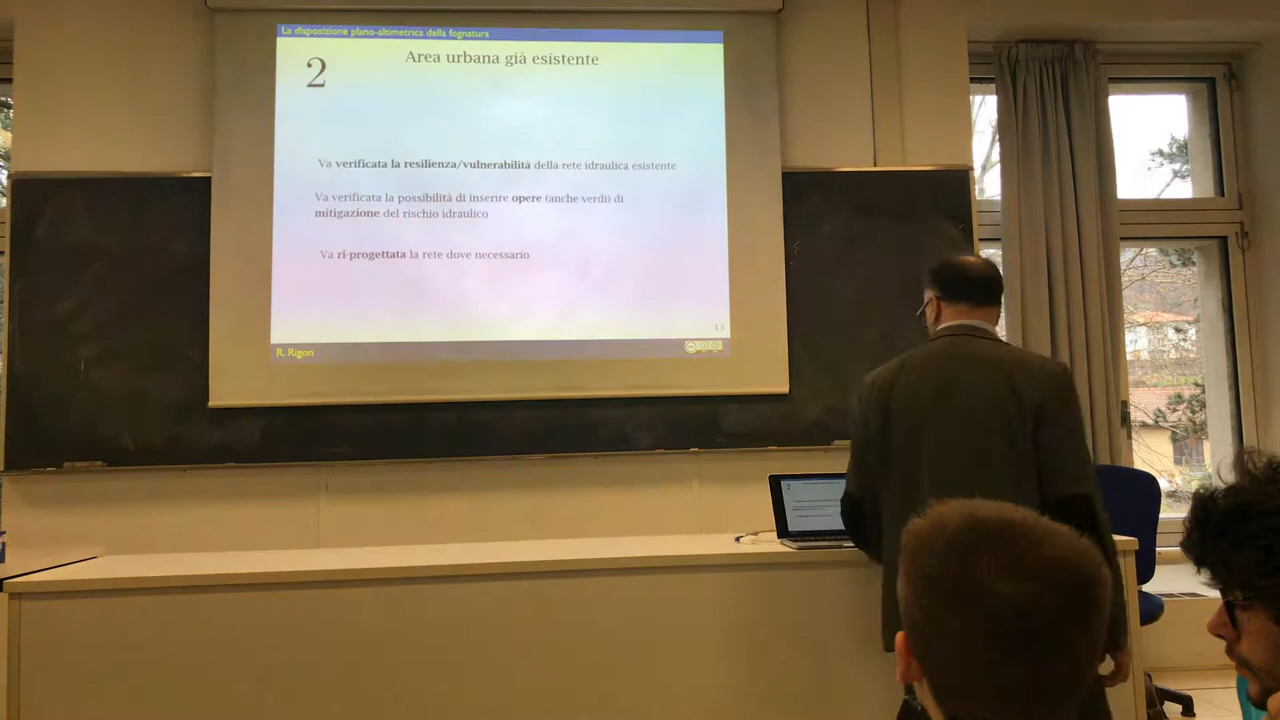 La disposizione plano-altimetrica della fognatura
2
Area urbana già esistente
Va verificata la resilienza/vulnerabilità della rete idraulica esistente
Va verificata la possibilità di inserire opere (anche verdi) di
mitigazione del rischio idraulico
Va ri-progettata la rete dove necessario
13
R. Rigon
2